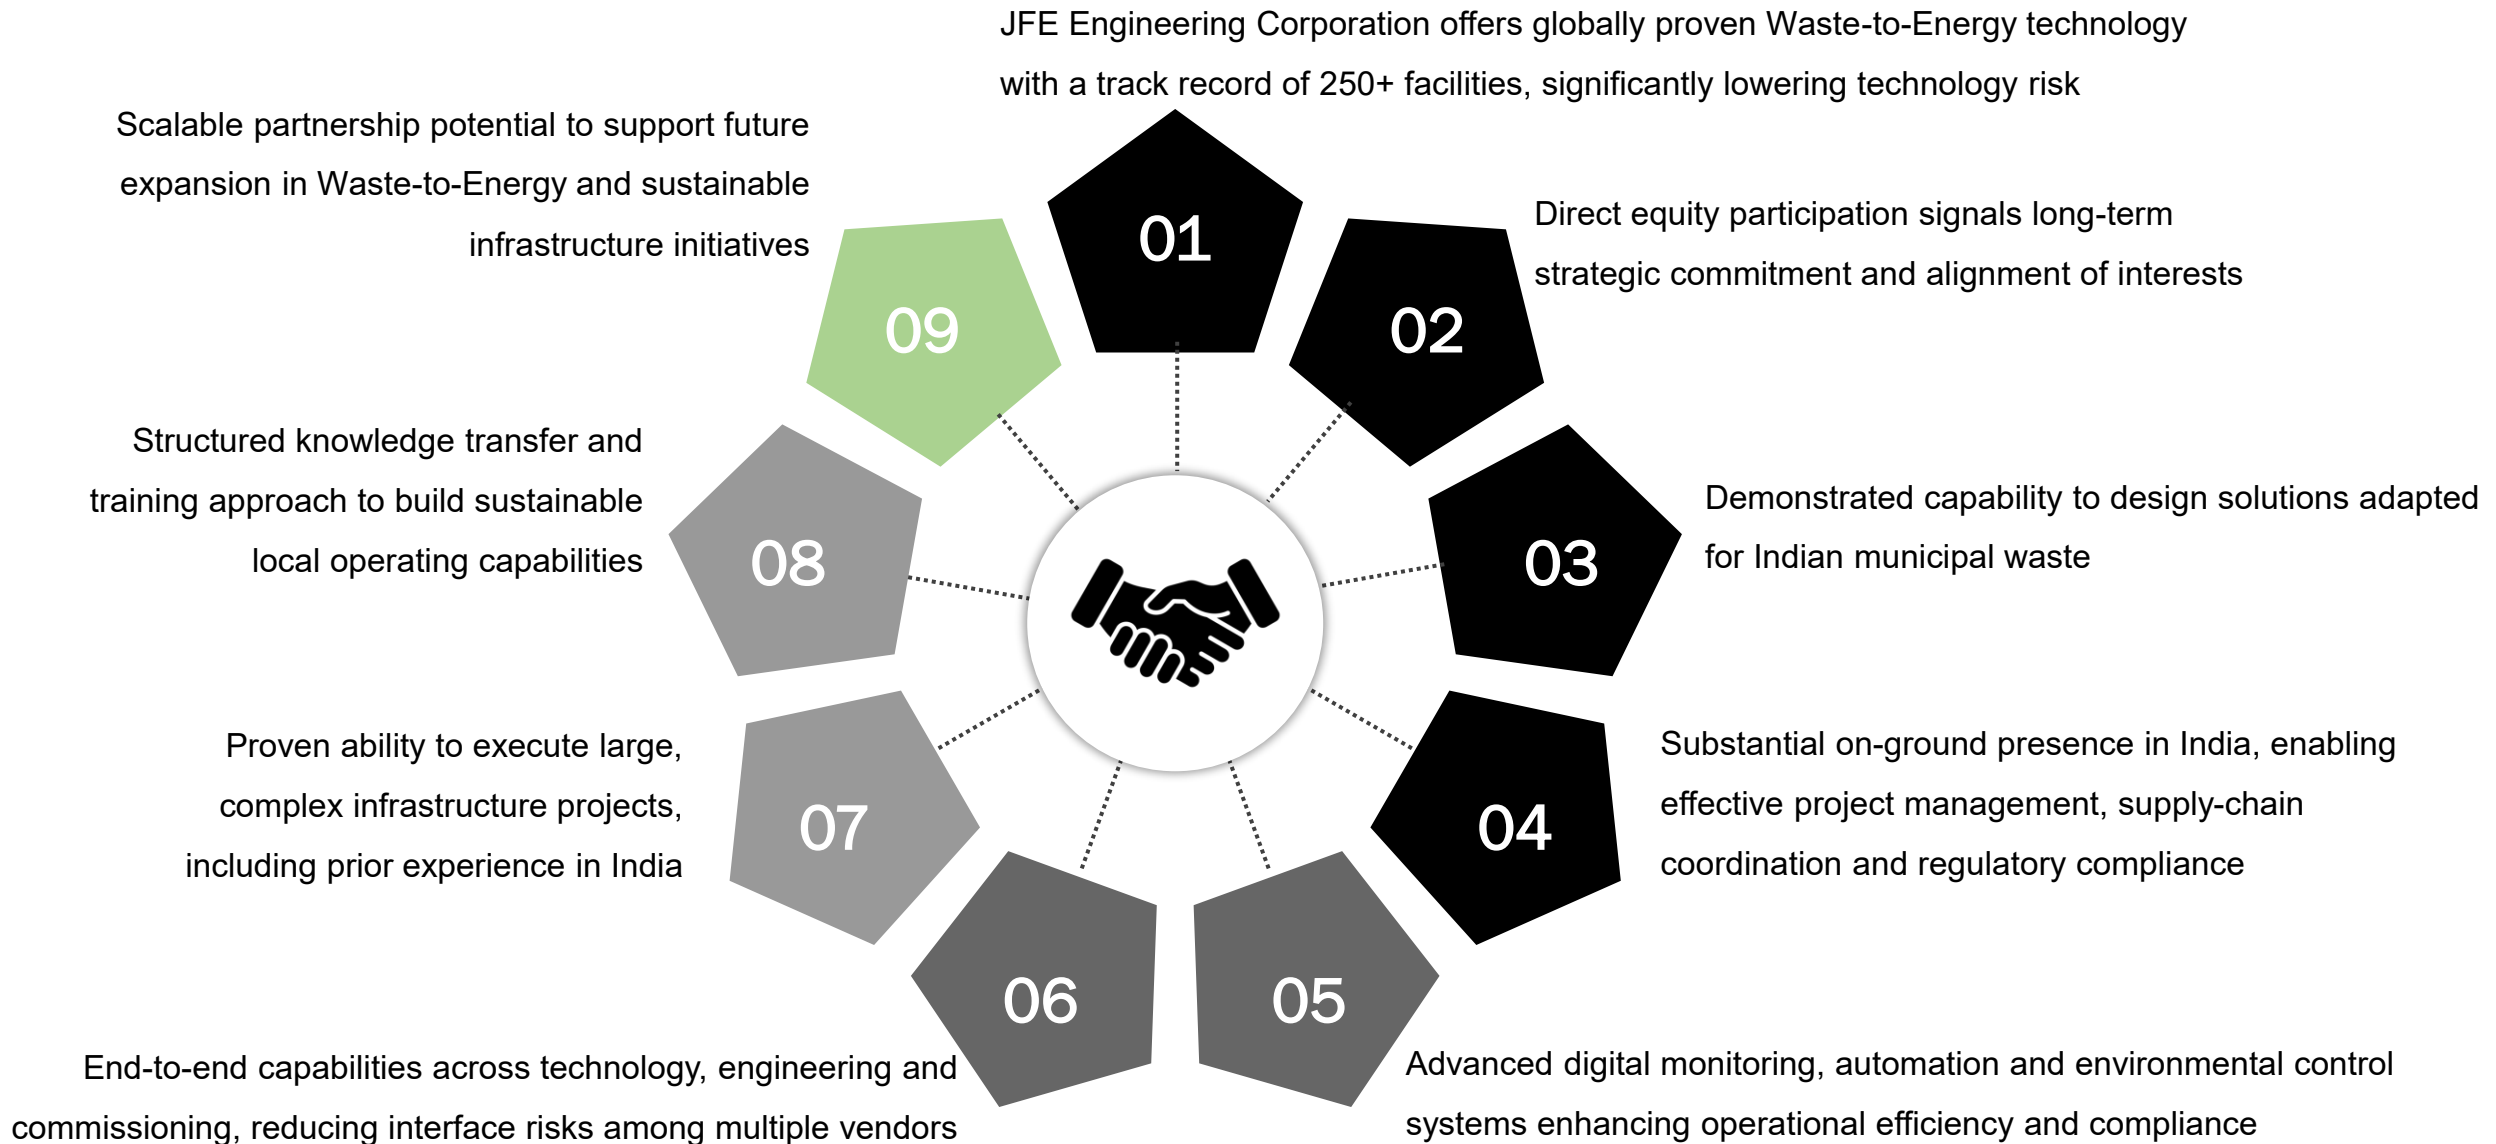 JFE Engineering Corporation offers globally proven Waste-to-Energy technology
with a track record of 250+ facilities, significantly lowering technology risk
01
Direct equity participation signals long-term
strategic commitment and alignment of interests
02
Demonstrated capability to design solutions adapted
for Indian municipal waste
03
Substantial on-ground presence in India, enabling
effective project management, supply-chain
coordination and regulatory compliance
04
Advanced digital monitoring, automation and environmental control
systems enhancing operational efficiency and compliance
05
End-to-end capabilities across technology, engineering and
commissioning, reducing interface risks among multiple vendors
06
Proven ability to execute large,
complex infrastructure projects,
including prior experience in India
07
Structured knowledge transfer and
training approach to build sustainable
local operating capabilities
08
Scalable partnership potential to support future
expansion in Waste-to-Energy and sustainable
infrastructure initiatives
09